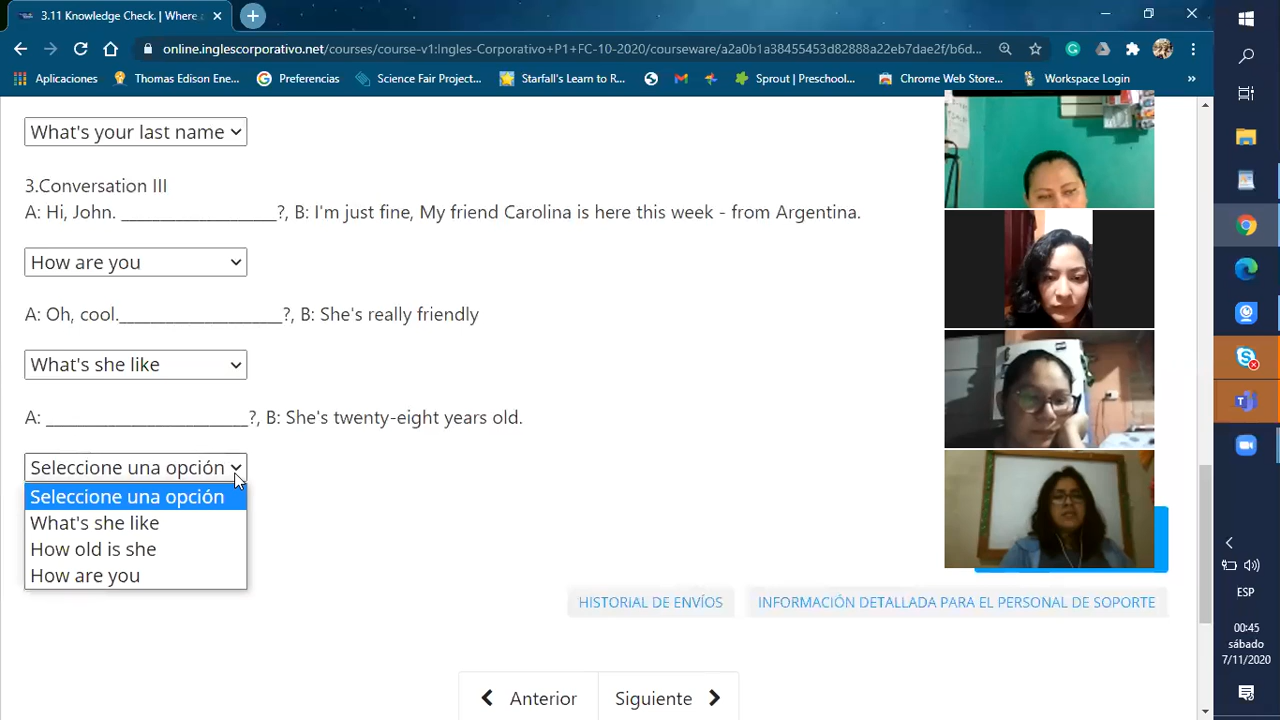 3.11 Knowledge Check. | Where a
online.inglescorporativo.net/courses/course-v1:Ingles-Corporativo+P1+FC-10-2020/courseware/a2a0b1a38455453d82888a22eb7dae2f/b6d...
Aplicaciones
Thomas Edison Ene...
Preferencias
Science Fair Project...
Starfall's Learn to R...
Sprout | Preschool...
Chrome Web Store...
Workspace Login
»
What's your last name
3.Conversation III
A: Hi, John. ___________________?, B: I'm just fine, My friend Carolina is here this week - from Argentina.
How are you
A: Oh, cool.____________________?, B: She's really friendly
What's she like
A: _________________________?, B: She's twenty-eight years old.
Seleccione una opción
Seleccione una opción
What's she like
How old is she
How are you
HISTORIAL DE ENVÍOS
INFORMACIÓN DETALLADA PARA EL PERSONAL DE SOPORTE
Anterior
Siguiente
ESP
00:45
sábado
7/11/2020